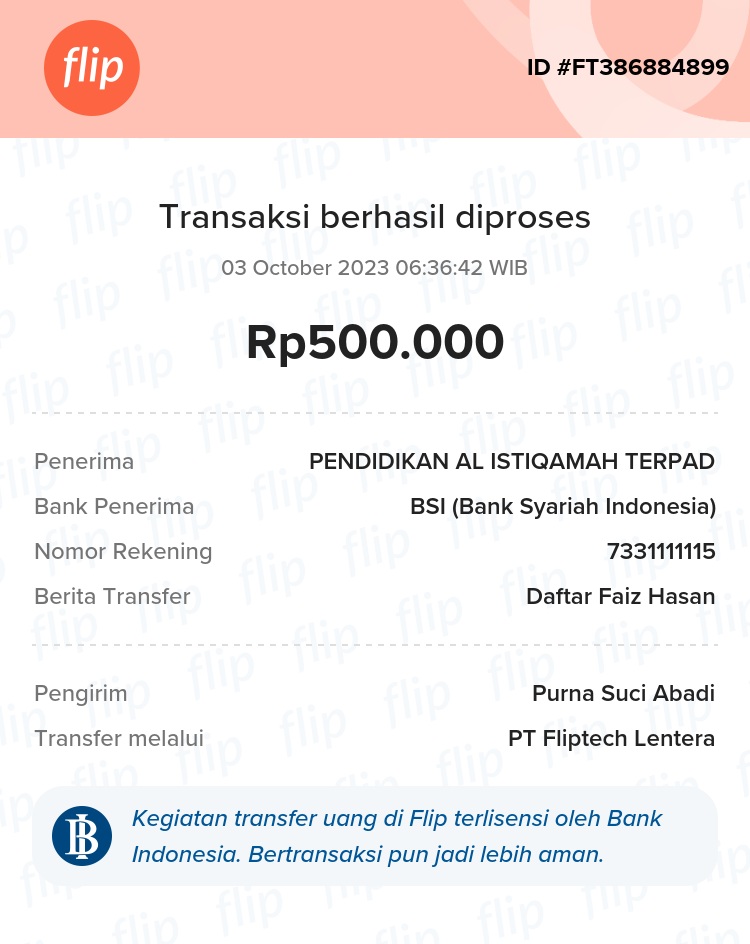 flip
ID #FT386884899
Transaksi berhasil diproses
03 October 2023 06:36:42 WIB
Rp500.000
Penerima PENDIDIKAN AL ISTIQAMAH TERPAD
Bank Penerima BSI (Bank Syariah Indonesia)
Nomor Rekening 7331111115
Berita Transfer Daftar Faiz Hasan
Pengirim Purna Suci Abadi
Transfer melalui PT Fliptech Lentera
Kegiatan transfer uang di Flip terlisensi oleh Bank
Indonesia. Bertransaksi pun jadi lebih aman.